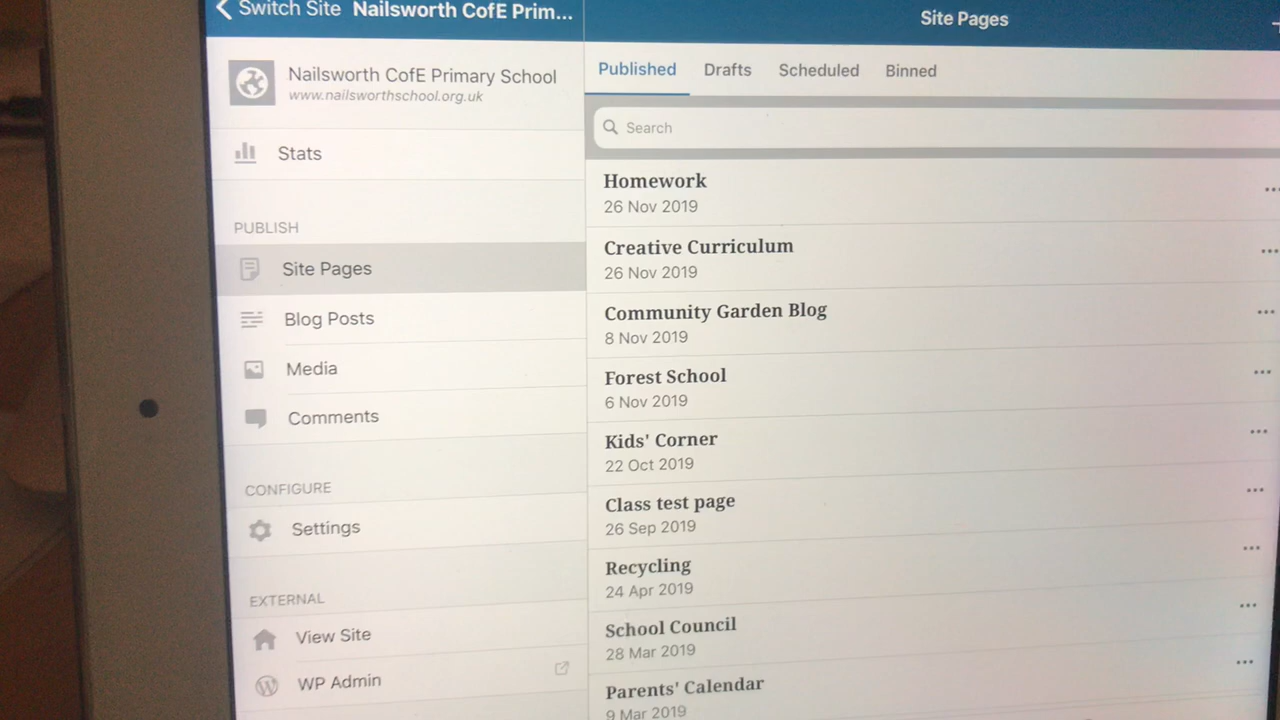 Switch Site Nailsworth CofE Prim...
Nailsworth CofE Primary School
www.nailsworthschool.org.uk
Stats
PUBLISH
Site Pages
Blog Posts
Media
Comments
CONFIGURE
Settings
EXTERNAL
View Site
WP Admin
Site Pages
Published Drafts Scheduled Binned
Search
Homework
26 Nov 2019
Creative Curriculum
26 Nov 2019
Community Garden Blog
8 Nov 2019
Forest School
6 Nov 2019
Kids' Corner
22 Oct 2019
Class test page
26 Sep 2019
Recycling
24 Apr 2019
School Council
28 Mar 2019
Parents' Calendar
9 Mar 2019